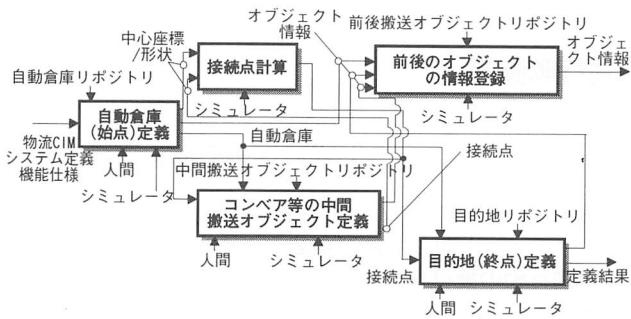 オブジェクト
情報
前後搬送オブジェクトリポジトリ
オブジェ
クト情報
中心座標
/形状
接続点計算
前後のオブジェクト
の情報登録
自動倉庫リポジトリ
シミュレータ
シミュレータ
自動倉庫
(始点)定義
物流CIM
システム定義
機能仕様
人間
シミュレータ
自動倉庫
接続点
中間搬送オブジェクトリポジトリ
コンベア等の中間
搬送オブジェクト定義
目的地リポジトリ
人間
シミュレータ
接続点
目的地(終点)定義
定義結果
人間
シミュレータ